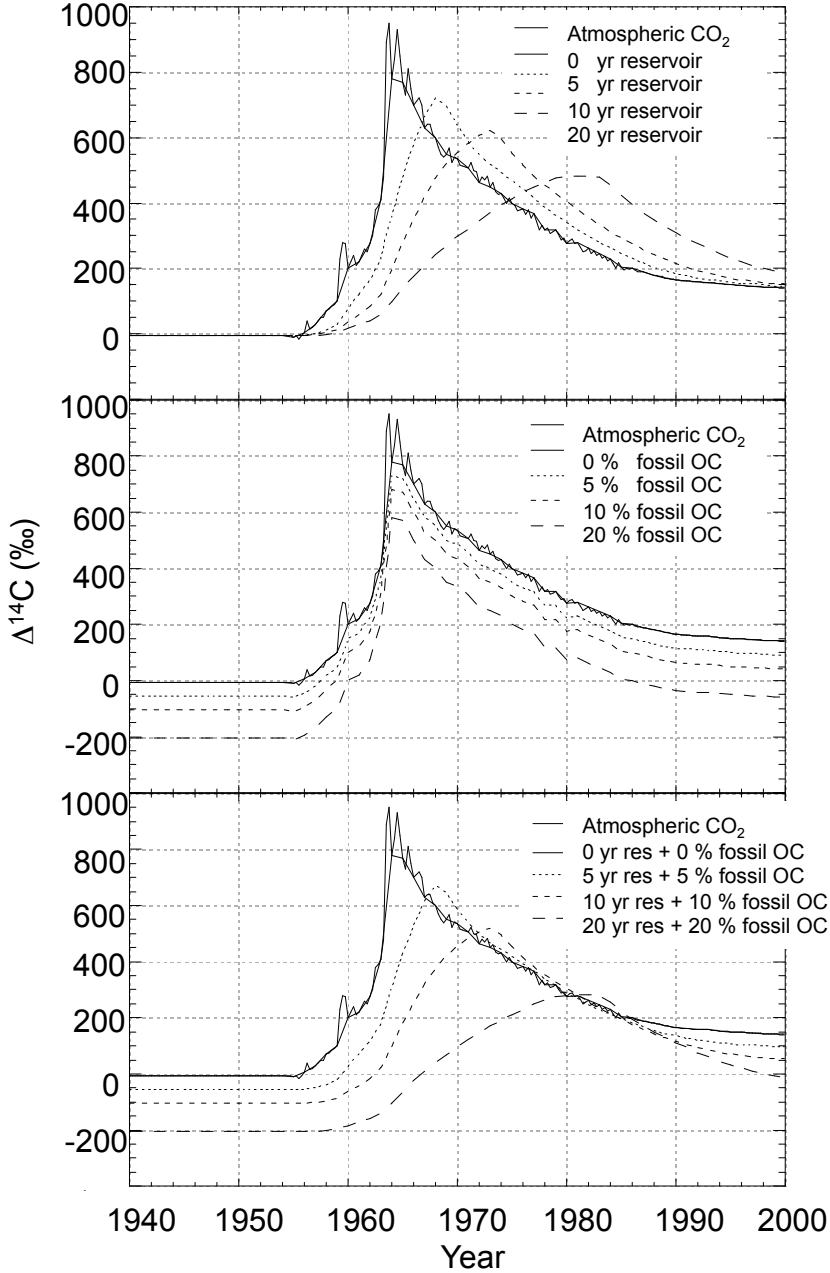 1000
800
600
400
200
0
Atmospheric CO₂
0 yr reservoir
5 yr reservoir
10 yr reservoir
20 yr reservoir
Δ¹⁴C (‰)
1000
800
600
400
200
0
-200
Atmospheric CO₂
0 % fossil OC
5 % fossil OC
10 % fossil OC
20 % fossil OC
1000
800
600
400
200
0
-200
Atmospheric CO₂
0 yr res + 0 % fossil OC
5 yr res + 5 % fossil OC
10 yr res + 10 % fossil OC
20 yr res + 20 % fossil OC
1940 1950 1960 1970 1980 1990 2000
Year